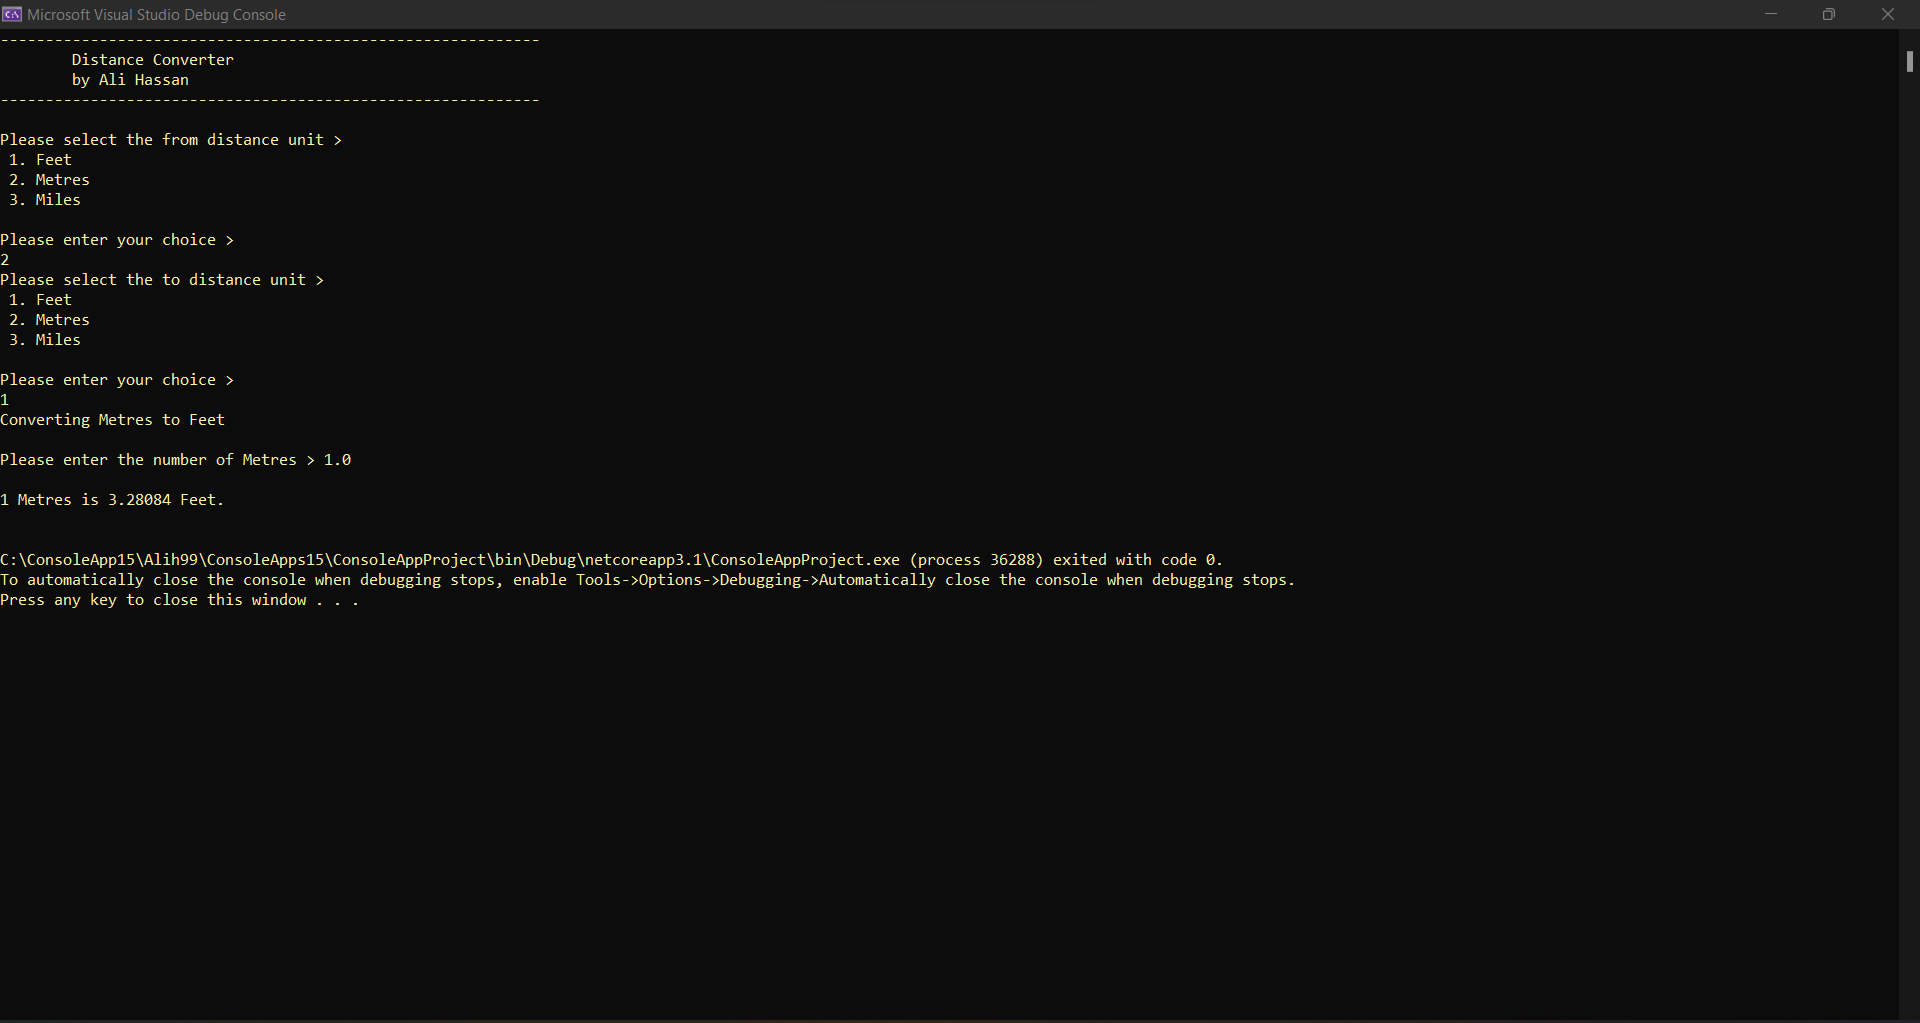 Microsoft Visual Studio Debug Console
------------------------------------------------------------
        Distance Converter
        by Ali Hassan
------------------------------------------------------------

Please select the from distance unit >
 1. Feet
 2. Metres
 3. Miles

Please enter your choice >
2
Please select the to distance unit >
 1. Feet
 2. Metres
 3. Miles

Please enter your choice >
1
Converting Metres to Feet

Please enter the number of Metres > 1.0

1 Metres is 3.28084 Feet.


C:\ConsoleApp15\Alih99\ConsoleApps15\ConsoleAppProject\bin\Debug\netcoreapp3.1\ConsoleAppProject.exe (process 36288) exited with code 0.
To automatically close the console when debugging stops, enable Tools->Options->Debugging->Automatically close the console when debugging stops.
Press any key to close this window . . .